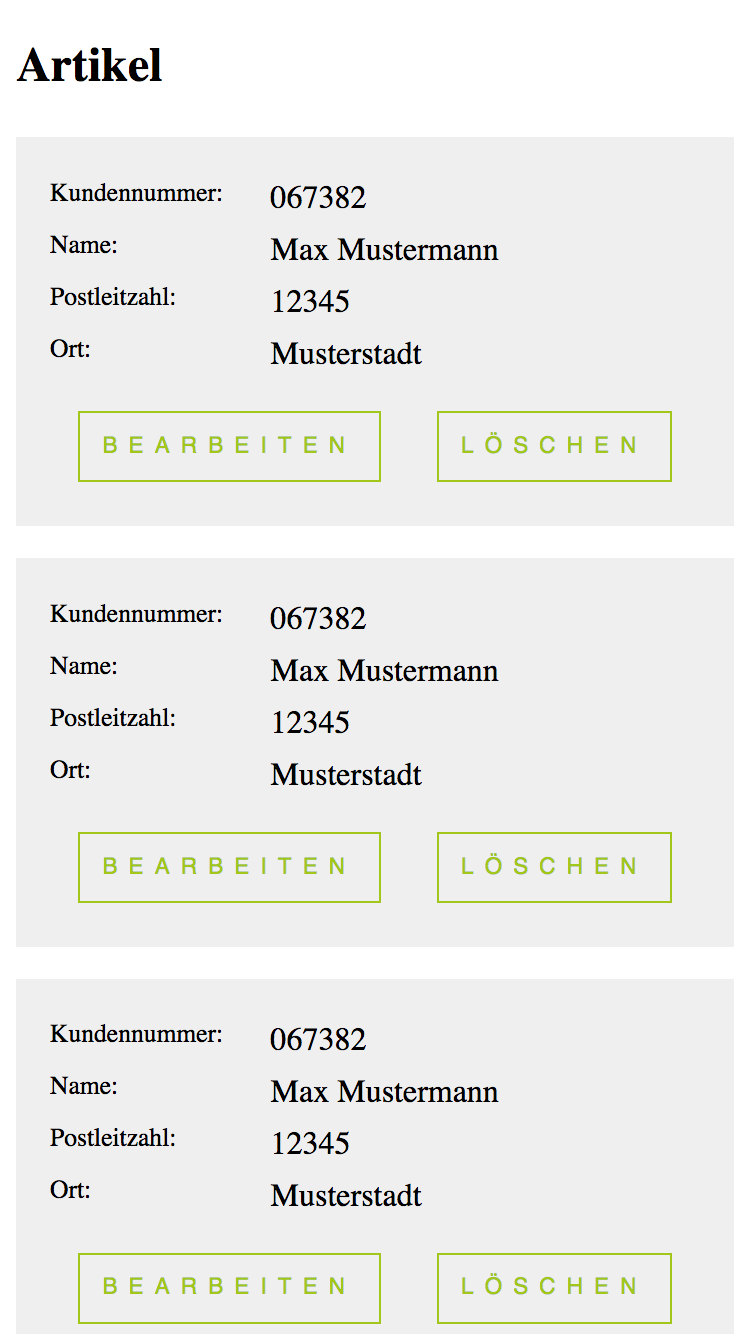 Artikel
Kundennummer: 067382
Name: Max Mustermann
Postleitzahl: 12345
Ort: Musterstadt
BEARBEITEN LÖSCHEN
Kundennummer: 067382
Name: Max Mustermann
Postleitzahl: 12345
Ort: Musterstadt
BEARBEITEN LÖSCHEN
Kundennummer: 067382
Name: Max Mustermann
Postleitzahl: 12345
Ort: Musterstadt
BEARBEITEN LÖSCHEN